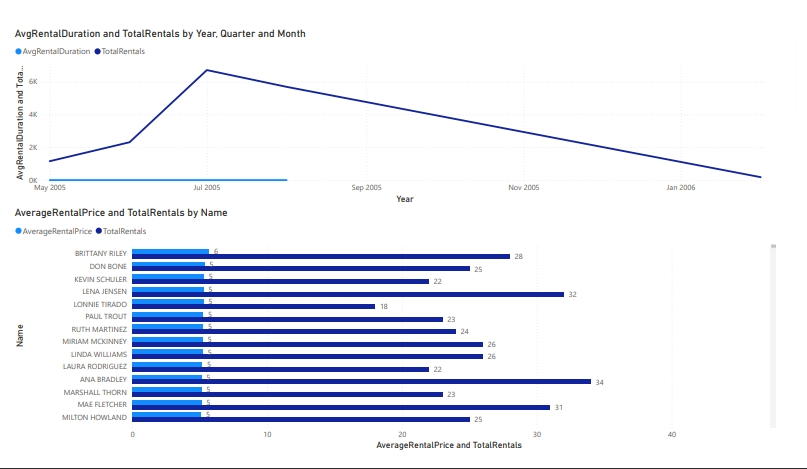 AvgRentalDuration and TotalRentals by Year, Quarter and Month
AvgRentalDuration TotalRentals
AvgRentalDuration and Tota...
6K
4K
2K
0K
May 2005 Jul 2005 Sep 2005 Nov 2005 Jan 2006
Year
AverageRentalPrice and TotalRentals by Name
AverageRentalPrice TotalRentals
Name
BRITTANY RILEY 6 28
DON BONE 5 25
KEVIN SCHULER 5 22
LENA JENSEN 5 32
LONNIE TIRADO 5 18
PAUL TROUT 5 23
RUTH MARTINEZ 5 24
MIRIAM MCKINNEY 5 26
LINDA WILLIAMS 5 26
LAURA RODRIGUEZ 5 22
ANA BRADLEY 5 34
MARSHALL THORN 5 23
MAE FLETCHER 5 31
MILTON HOWLAND 5 25
0 10 20 30 40
AverageRentalPrice and TotalRentals